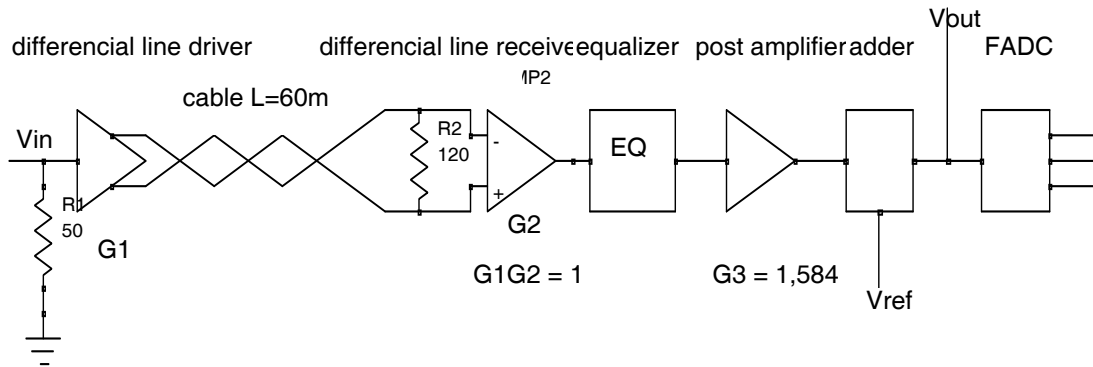 Vout
differencial line driver
differencial line receive
equalizer
post amplifier
adder
FADC
MP2
cable L=60m
Vin
R2
120
-
+
EQ
R1
50
G1
G2
G1G2 = 1
G3 = 1,584
Vref